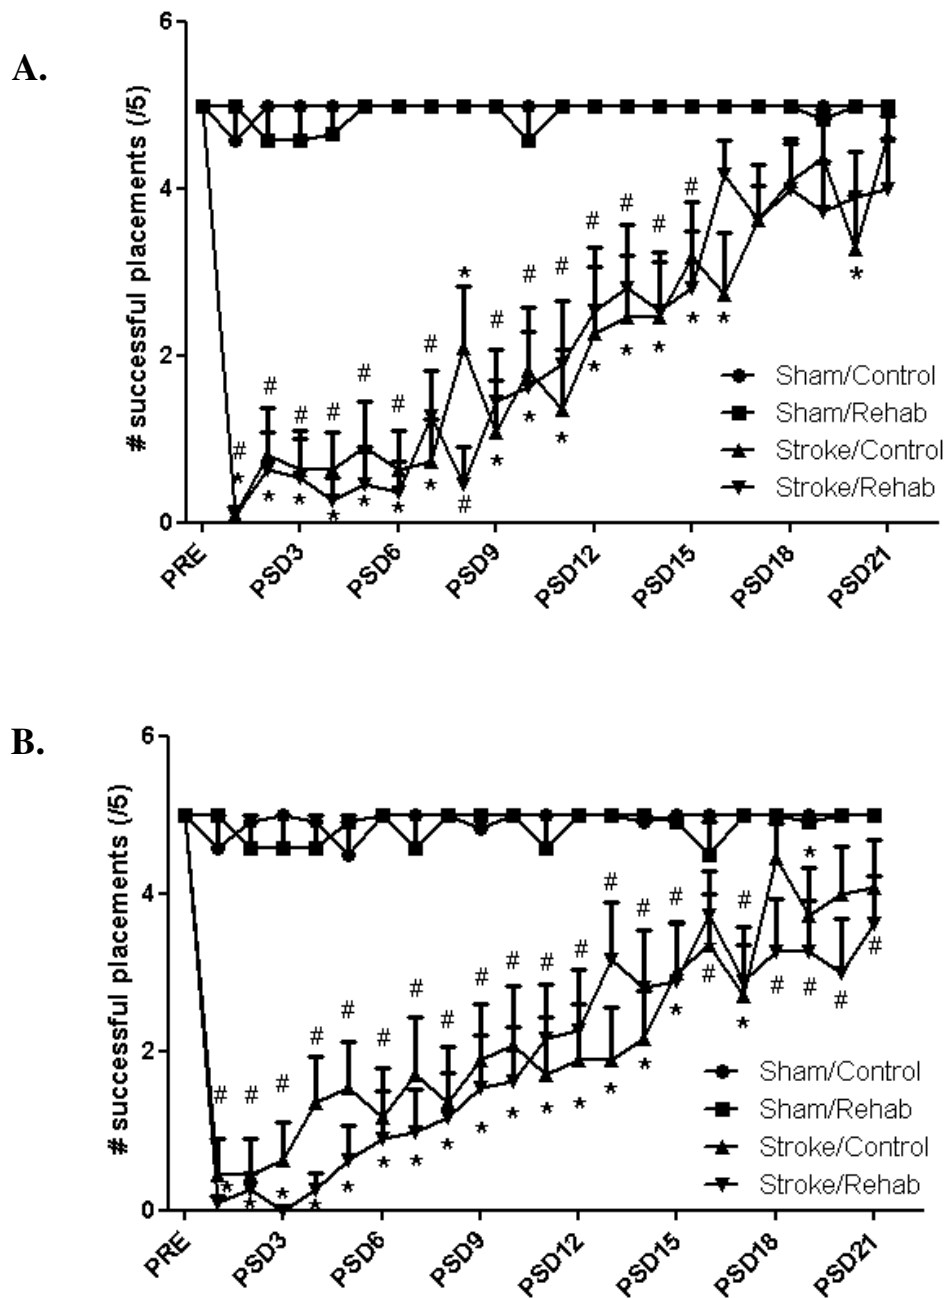 A.
# successful placements (/5)
6
4
2
0
* # # # # # # # # # # # # # #
* * * * * * * # * * * * * * * * *
Sham/Control
Sham/Rehab
Stroke/Control
Stroke/Rehab
PRE PSD3 PSD6 PSD9 PSD12 PSD15 PSD18 PSD21
B.
# successful placements (/5)
6
4
2
0
# # # # # # # # # # # # # # # # *
* * * * * * * * * * * * * * * # * # # # #
Sham/Control
Sham/Rehab
Stroke/Control
Stroke/Rehab
PRE PSD3 PSD6 PSD9 PSD12 PSD15 PSD18 PSD21